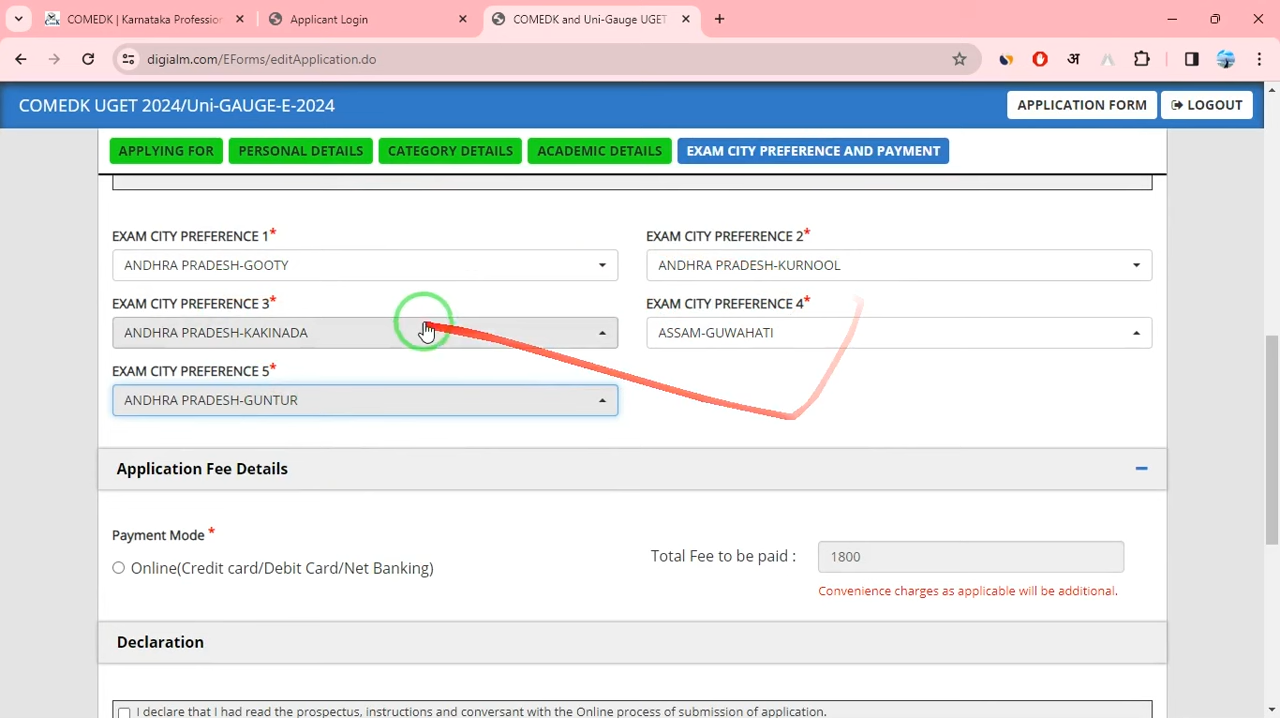 COMEDK | Karnataka Profession
Applicant Login
COMEDK and Uni-Gauge UGET
digialm.com/EForms/editApplication.do
अ
COMEDK UGET 2024/Uni-GAUGE-E-2024
APPLICATION FORM
LOGOUT
APPLYING FOR
PERSONAL DETAILS
CATEGORY DETAILS
ACADEMIC DETAILS
EXAM CITY PREFERENCE AND PAYMENT
EXAM CITY PREFERENCE 1*
EXAM CITY PREFERENCE 2*
ANDHRA PRADESH-GOOTY
ANDHRA PRADESH-KURNOOL
EXAM CITY PREFERENCE 3*
EXAM CITY PREFERENCE 4*
ANDHRA PRADESH-KAKINADA
ASSAM-GUWAHATI
EXAM CITY PREFERENCE 5*
ANDHRA PRADESH-GUNTUR
Application Fee Details
Payment Mode *
Total Fee to be paid :
1800
Online(Credit card/Debit Card/Net Banking)
Convenience charges as applicable will be additional.
Declaration
I declare that I had read the prospectus, instructions and conversant with the Online process of submission of application.